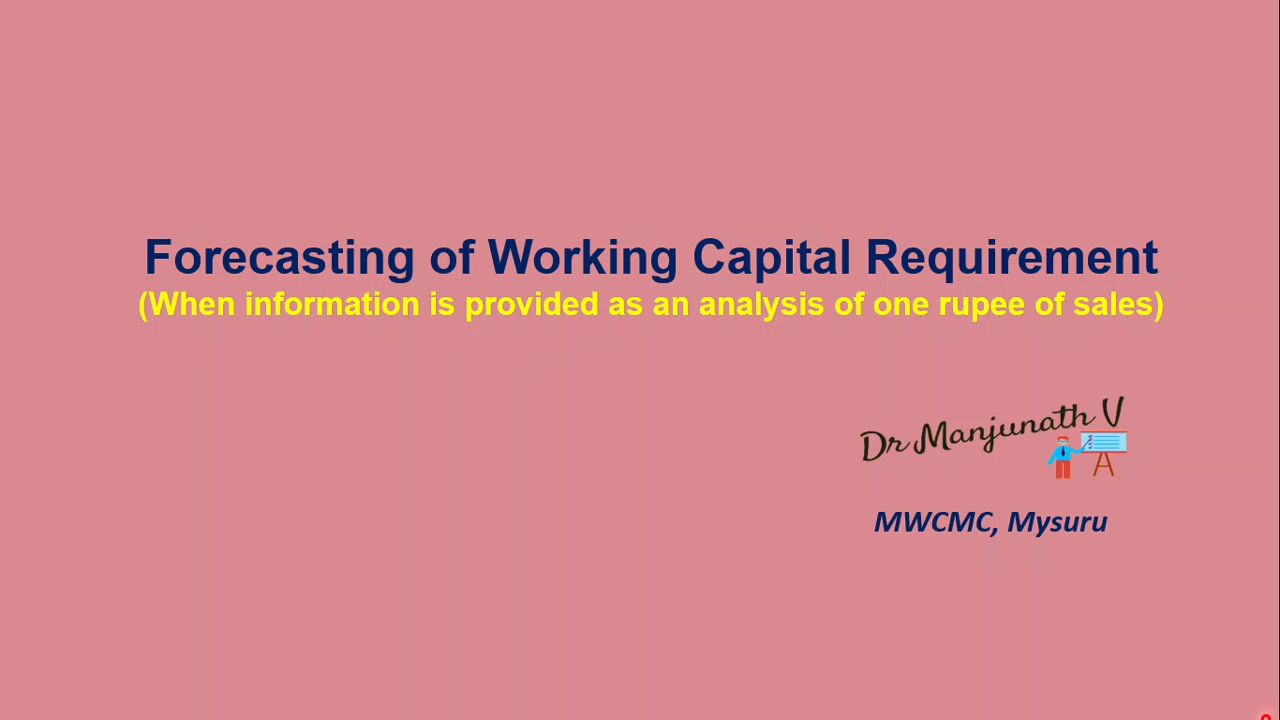 Forecasting of Working Capital Requirement
(When information is provided as an analysis of one rupee of sales)
Dr Manjunath V
MWCMC, Mysuru